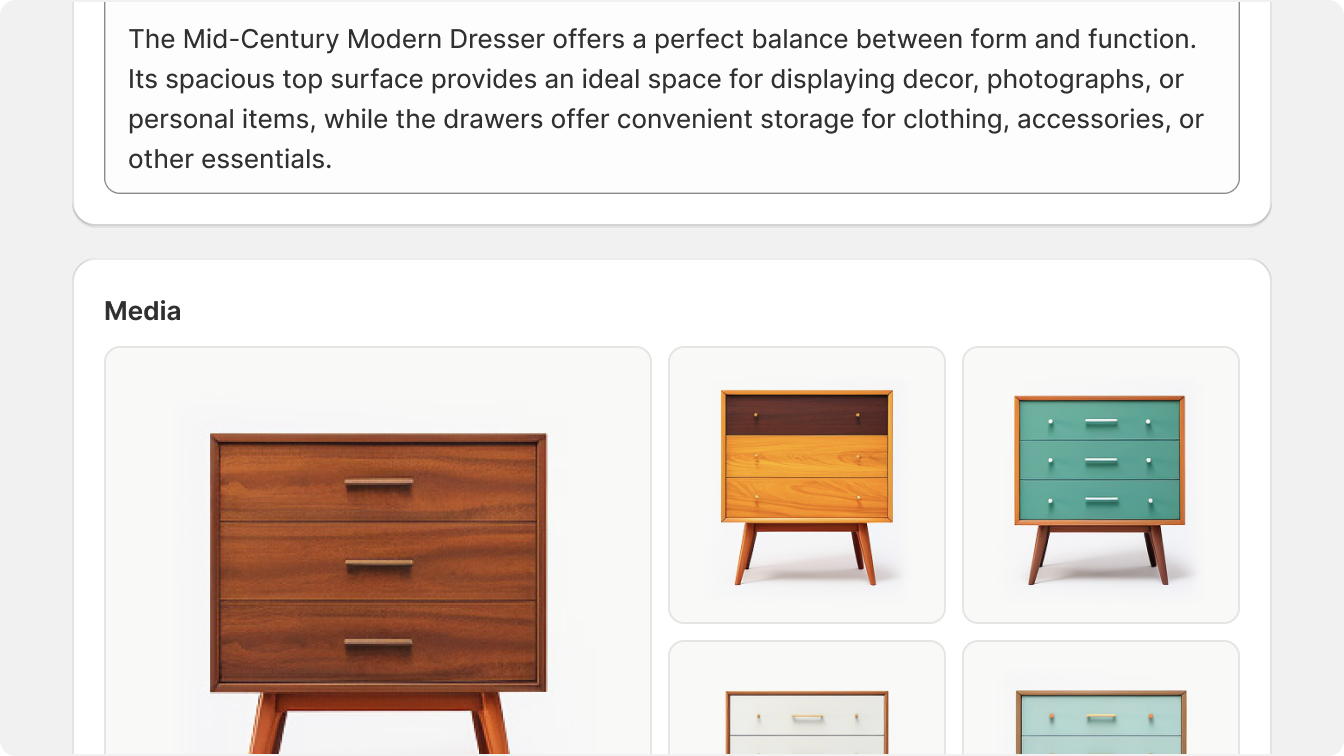 The Mid-Century Modern Dresser offers a perfect balance between form and function.
Its spacious top surface provides an ideal space for displaying decor, photographs, or
personal items, while the drawers offer convenient storage for clothing, accessories, or
other essentials.
Media